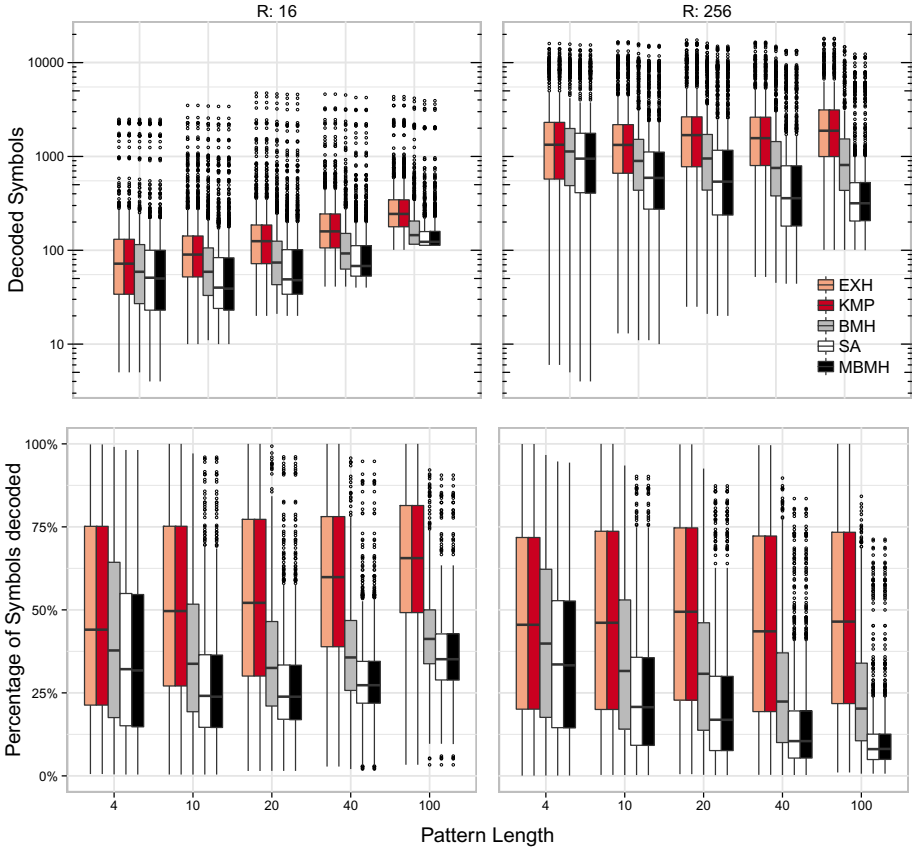 R: 16
R: 256
Decoded Symbols
10000
1000
100
10
EXH
KMP
BMH
SA
MBMH
Percentage of Symbols decoded
100%
75%
50%
25%
0%
4 10 20 40 100
4 10 20 40 100
Pattern Length